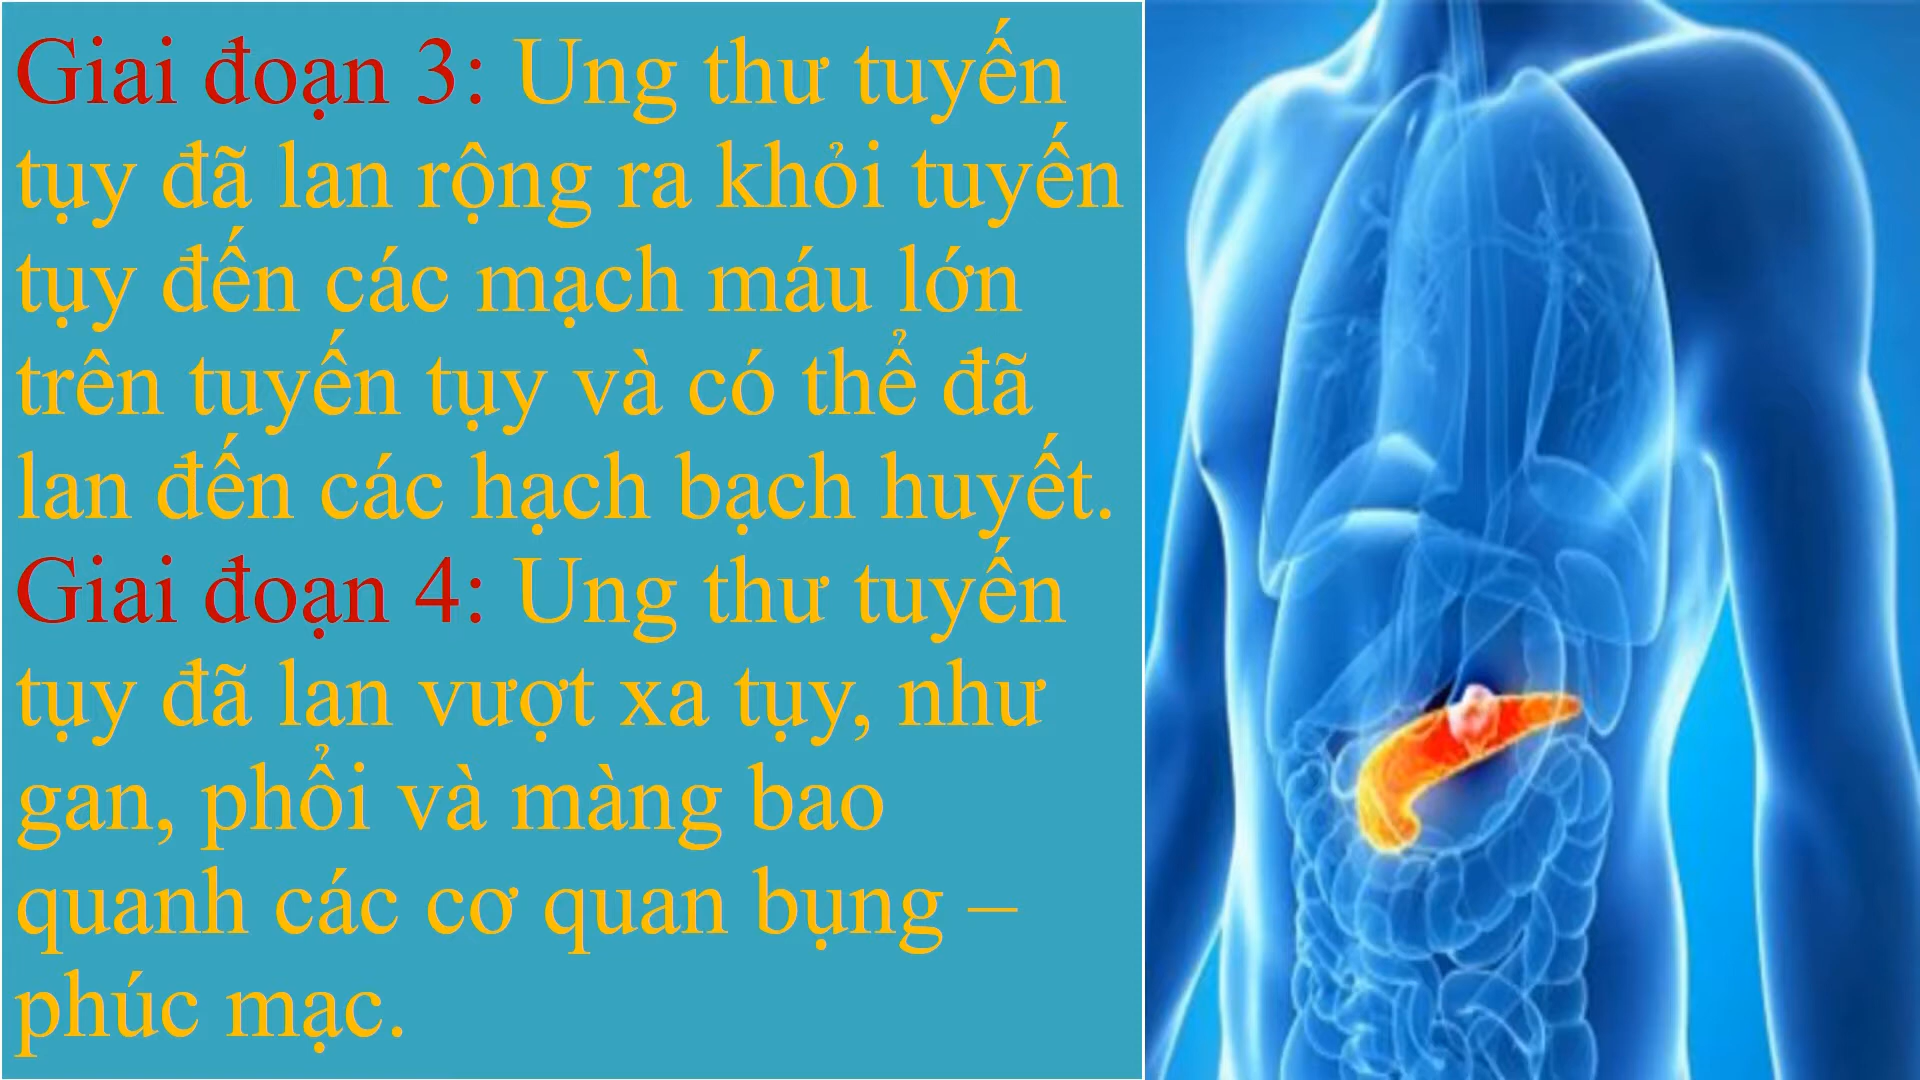 Giai đoạn 3: Ung thư tuyến
tụy đã lan rộng ra khỏi tuyến
tụy đến các mạch máu lớn
trên tuyến tụy và có thể đã
lan đến các hạch bạch huyết.
Giai đoạn 4: Ung thư tuyến
tụy đã lan vượt xa tụy, như
gan, phổi và màng bao
quanh các cơ quan bụng –
phúc mạc.